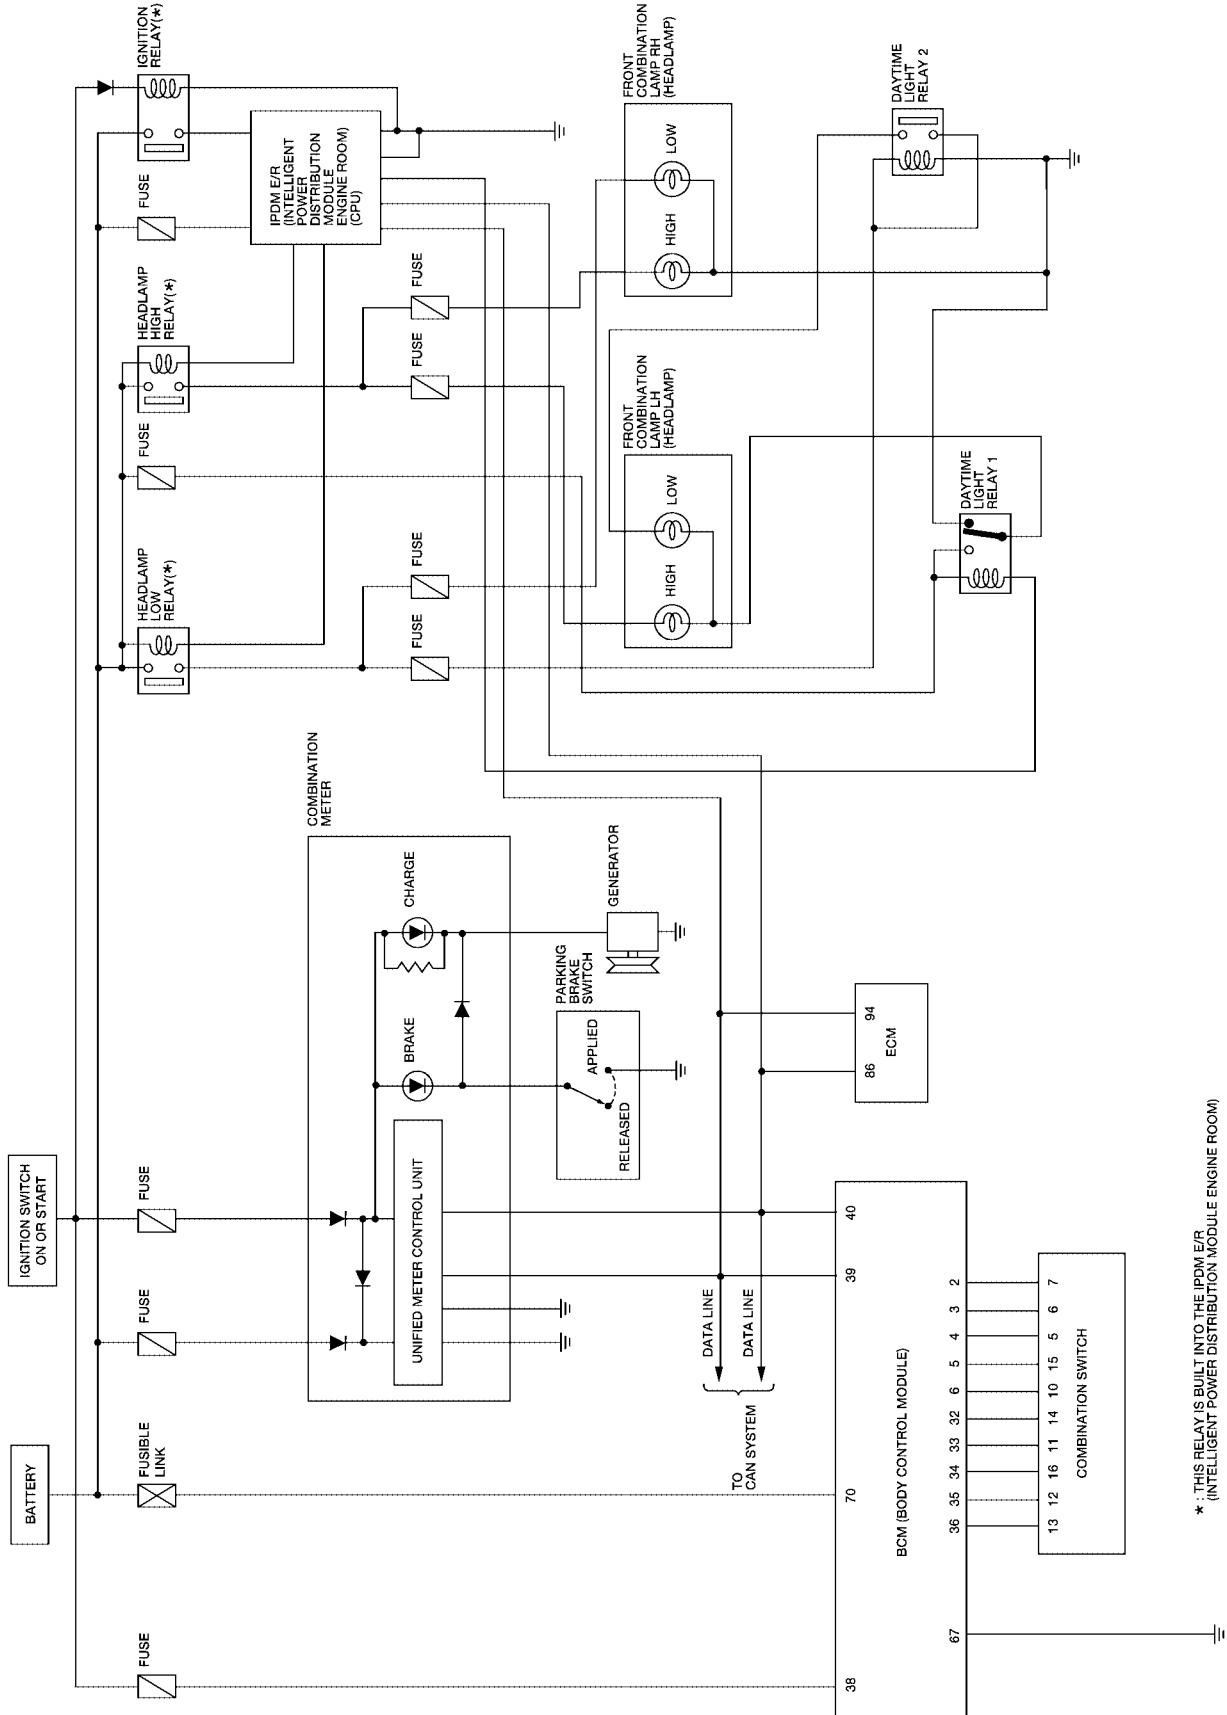 BATTERY
IGNITION SWITCH
ON OR START
FUSE
FUSIBLE
LINK
FUSE
FUSE
HEADLAMP
LOW
RELAY(*)
FUSE
HEADLAMP
HIGH
RELAY(*)
FUSE
IGNITION
RELAY(*)
IPDM E/R
(INTELLIGENT
POWER
DISTRIBUTION
MODULE
ENGINE ROOM)
(CPU)
COMBINATION
METER
UNIFIED METER CONTROL UNIT
BRAKE
CHARGE
FUSE
FUSE
FUSE
FUSE
PARKING
BRAKE
SWITCH
RELEASED
APPLIED
GENERATOR
FRONT
COMBINATION
LAMP LH
(HEADLAMP)
HIGH
LOW
FRONT
COMBINATION
LAMP RH
(HEADLAMP)
HIGH
LOW
DATA LINE
DATA LINE
TO
CAN SYSTEM
38
70
39
40
BCM (BODY CONTROL MODULE)
86
94
ECM
DAYTIME
LIGHT
RELAY 1
DAYTIME
LIGHT
RELAY 2
67
36 35 34 33 32 6 5 4 3 2
13 12 16 11 14 10 15 5 6 7
COMBINATION SWITCH
* : THIS RELAY IS BUILT INTO THE IPDM E/R
(INTELLIGENT POWER DISTRIBUTION MODULE ENGINE ROOM)